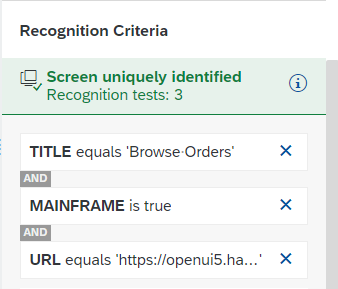 Recognition Criteria
Screen uniquely identified
Recognition tests: 3
TITLE equals 'Browse·Orders'
AND
MAINFRAME is true
AND
URL equals 'https://openui5.ha...'